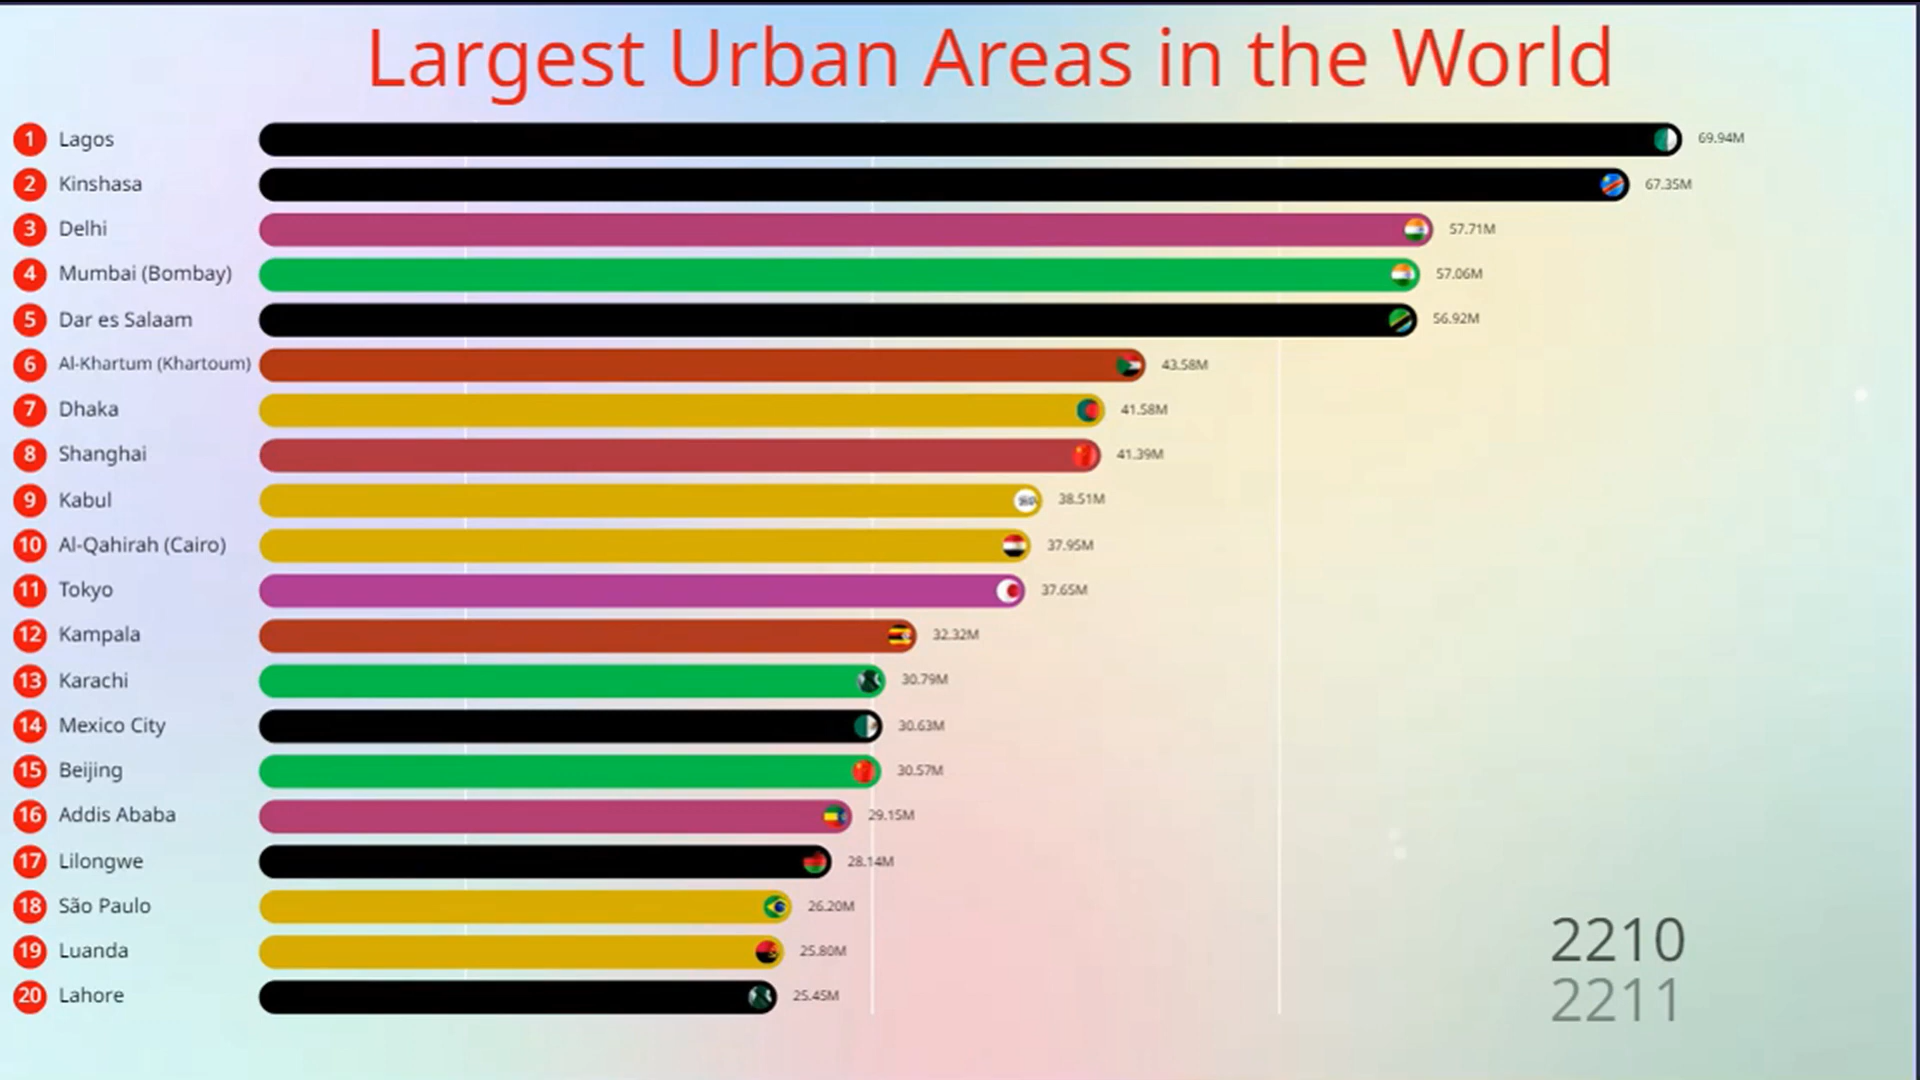 Largest Urban Areas in the World
1 Lagos 69.94M
2 Kinshasa 67.35M
3 Delhi 57.71M
4 Mumbai (Bombay) 57.06M
5 Dar es Salaam 56.92M
6 Al-Khartum (Khartoum) 43.58M
7 Dhaka 41.58M
8 Shanghai 41.39M
9 Kabul 38.51M
10 Al-Qahirah (Cairo) 37.95M
11 Tokyo 37.65M
12 Kampala 32.32M
13 Karachi 30.79M
14 Mexico City 30.63M
15 Beijing 30.57M
16 Addis Ababa 29.15M
17 Lilongwe 28.14M
18 São Paulo 26.20M
19 Luanda 25.80M
20 Lahore 25.45M
2210
2211